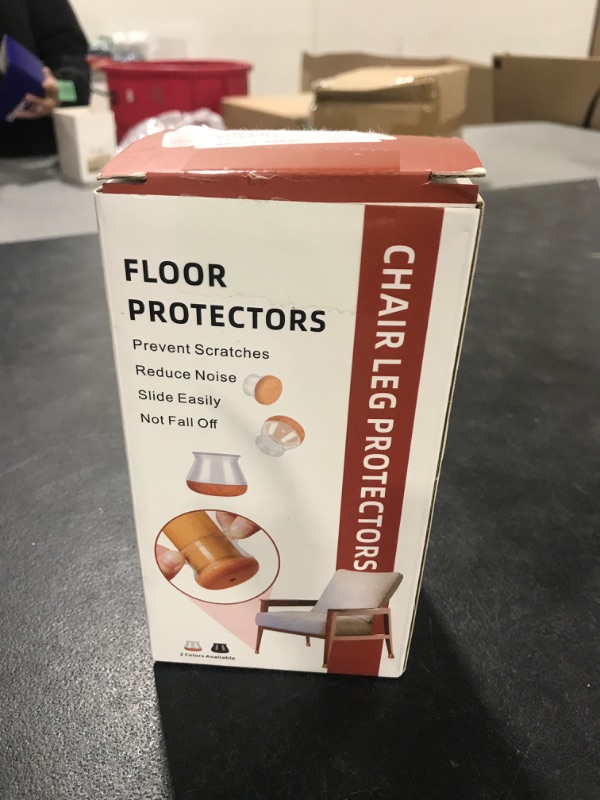 FLOOR
PROTECTORS
Prevent Scratches
Reduce Noise
Slide Easily
Not Fall Off
CHAIR LEG PROTECTORS
2 Colors Available